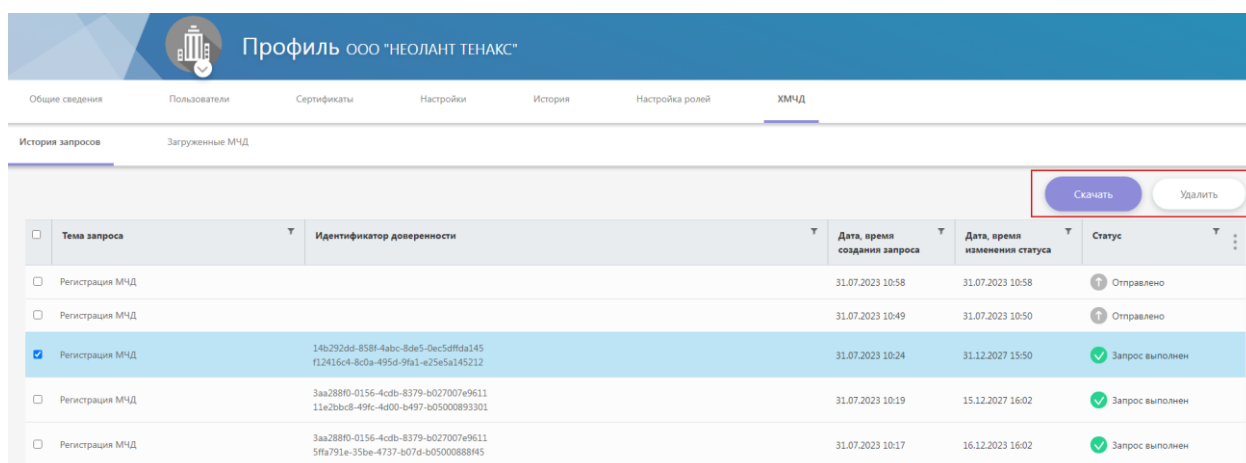 Профиль ООО "НЕОЛАНТ ТЕНАКС"
Общие сведения Пользователи Сертификаты Настройки История Настройка ролей ХМЧД
История запросов Загруженные МЧД
Скачать Удалить
Тема запроса Идентификатор доверенности Дата, время создания запроса Дата, время изменения статуса Статус
Регистрация МЧД 31.07.2023 10:58 31.07.2023 10:58 Отправлено
Регистрация МЧД 31.07.2023 10:49 31.07.2023 10:50 Отправлено
14b292dd-858f-4abc-8de5-0ec5dffda145
Регистрация МЧД 31.07.2023 10:24 31.12.2027 15:50 Запрос выполнен
f12416c4-8c0a-495d-9fa1-e25e5a145212
3aa288f0-0156-4cdb-8379-b027007e9611
Регистрация МЧД 31.07.2023 10:19 15.12.2027 16:02 Запрос выполнен
11e2bbc8-49fc-4d00-b497-b05000893301
3aa288f0-0156-4cdb-8379-b027007e9611
Регистрация МЧД 31.07.2023 10:17 16.12.2023 16:02 Запрос выполнен
5ffa791e-35be-4737-b07d-b05000888f45